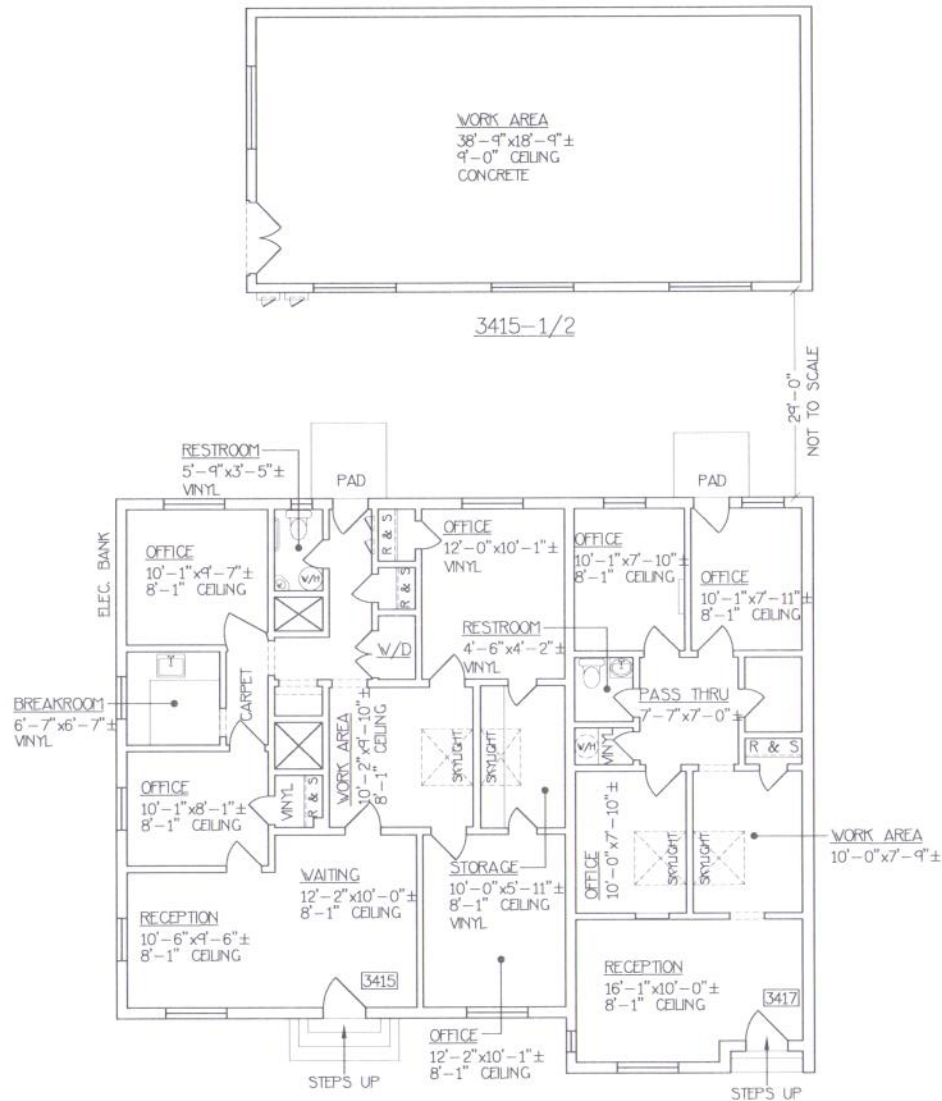 WORK AREA
38'-9"x18'-9"±
9'-0" CEILING
CONCRETE
3415-1/2
29'-0"
NOT TO SCALE
RESTROOM
5'-9"x3'-5"±
VINYL
PAD
PAD
ELEC. BANK
OFFICE
10'-1"x9'-7"±
8'-1" CEILING
W/H
R & S
R & S
W/D
OFFICE
12'-0"x10'-1"±
VINYL
OFFICE
10'-1"x7'-10"±
8'-1" CEILING
OFFICE
10'-1"x7'-11"±
8'-1" CEILING
RESTROOM
4'-6"x4'-2"±
VINYL
BREAKROOM
6'-7"x6'-7"±
VINYL
CARPET
PASS THRU
7'-7"x7'-0"±
W/H
VINYL
R & S
WORK AREA
10'-2"x9'-10"±
8'-1" CEILING
SKYLIGHT
SKYLIGHT
OFFICE
10'-1"x8'-1"±
8'-1" CEILING
VINYL
R & S
OFFICE
10'-0"x7'-10"±
SKYLIGHT
SKYLIGHT
WORK AREA
10'-0"x7'-9"±
WAITING
12'-2"x10'-0"±
8'-1" CEILING
STORAGE
10'-0"x5'-11"±
8'-1" CEILING
VINYL
RECEPTION
10'-6"x9'-6"±
8'-1" CEILING
3415
RECEPTION
16'-1"x10'-0"±
8'-1" CEILING
3417
OFFICE
12'-2"x10'-1"±
8'-1" CEILING
STEPS UP
STEPS UP